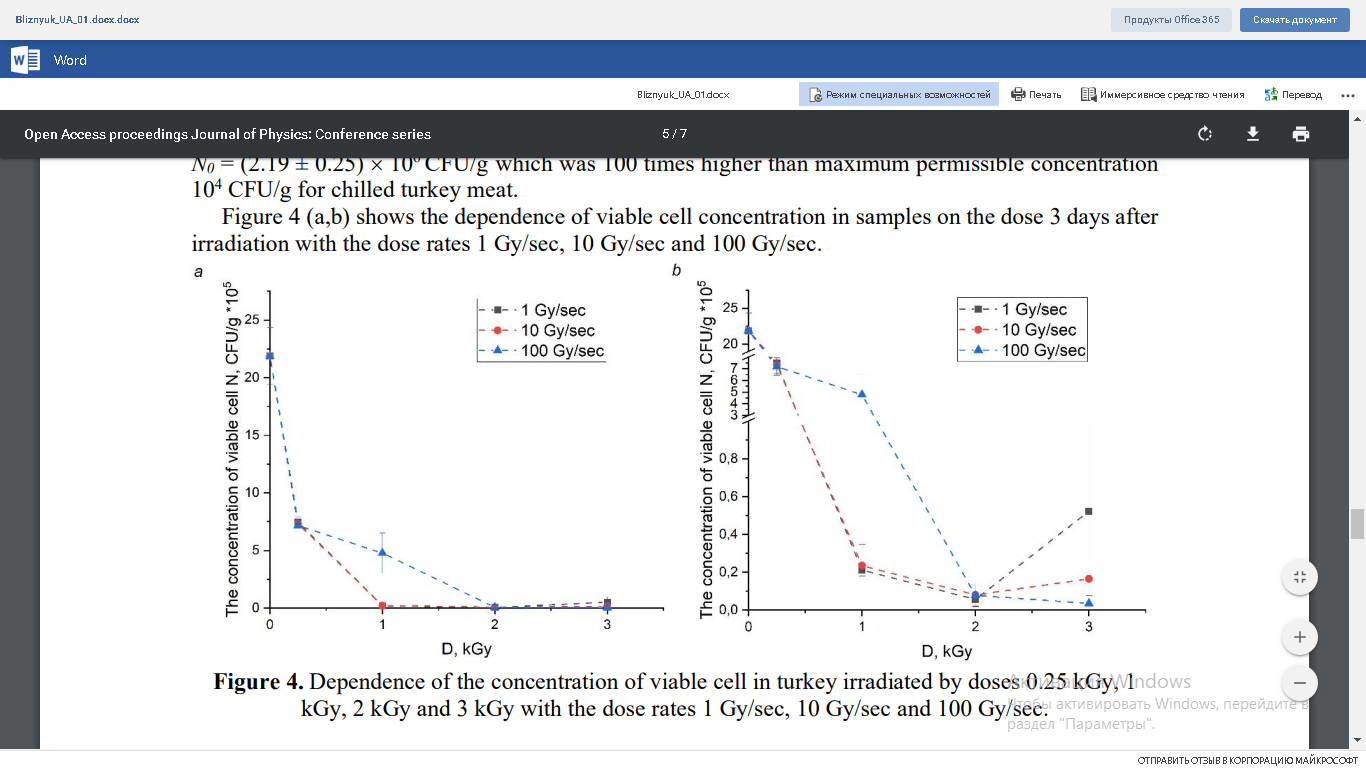 Bliznyuk_UA_01.docx.docx
Продукты Office 365
Скачать документ
Word
Bliznyuk_UA_01.docx
Режим специальных возможностей
Печать
Иммерсивное средство чтения
Перевод
Open Access proceedings Journal of Physics: Conference series
5 / 7
N₀ = (2.19 ± 0.25) × 10⁶ CFU/g which was 100 times higher than maximum permissible concentration
10⁴ CFU/g for chilled turkey meat.
Figure 4 (a,b) shows the dependence of viable cell concentration in samples on the dose 3 days after
irradiation with the dose rates 1 Gy/sec, 10 Gy/sec and 100 Gy/sec.
a
The concentration of viable cell N, CFU/g *10⁵
25
20
15
10
5
0
0
1
2
3
D, kGy
1 Gy/sec
10 Gy/sec
100 Gy/sec
b
The concentration of viable cell N, CFU/g *10⁵
25
20
7
6
5
4
3
0,8
0,6
0,4
0,2
0,0
0
1
2
3
D, kGy
1 Gy/sec
10 Gy/sec
100 Gy/sec
Figure 4. Dependence of the concentration of viable cell in turkey irradiated by doses 0.25 kGy, 1
kGy, 2 kGy and 3 kGy with the dose rates 1 Gy/sec, 10 Gy/sec and 100 Gy/sec.
Активация Windows
Чтобы активировать Windows, перейдите в
раздел "Параметры".
ОТПРАВИТЬ ОТЗЫВ В КОРПОРАЦИЮ МАЙКРОСОФТ